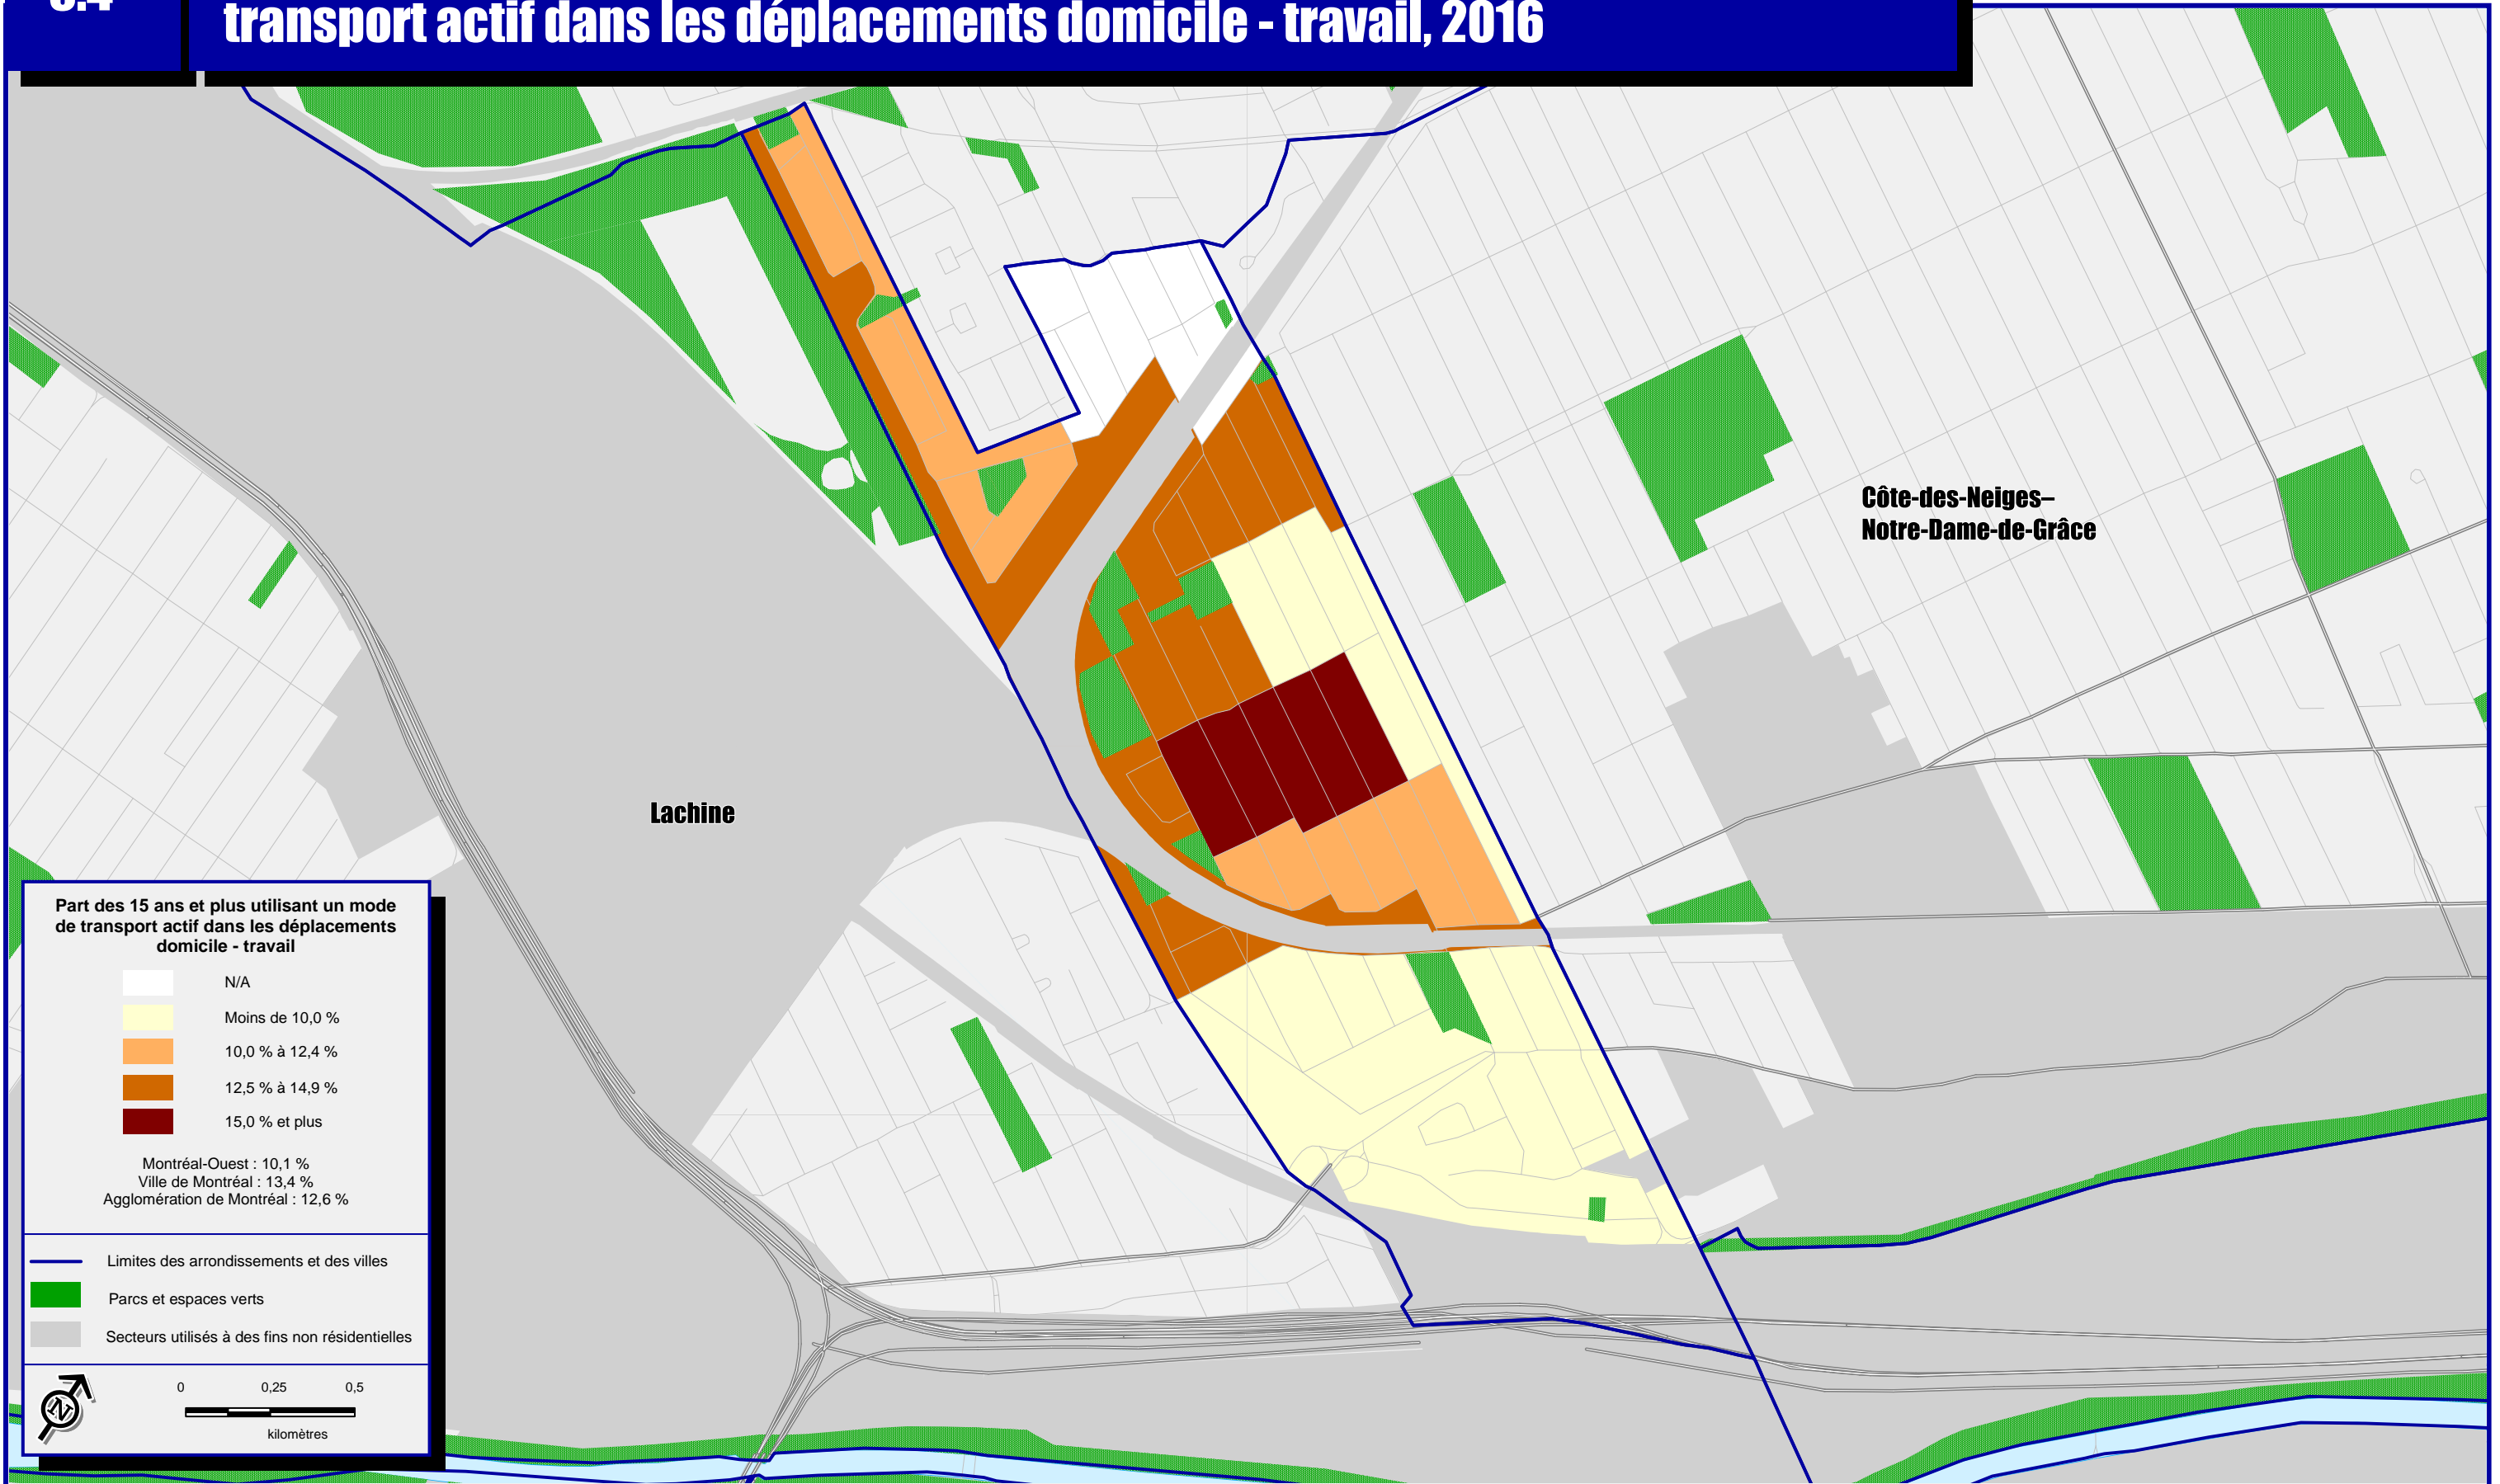 transport actif dans les déplacements domicile - travail, 2016
Côte-des-Neiges–
Notre-Dame-de-Grâce
Lachine
Part des 15 ans et plus utilisant un mode
de transport actif dans les déplacements
domicile - travail
N/A
Moins de 10,0 %
10,0 % à 12,4 %
12,5 % à 14,9 %
15,0 % et plus
Montréal-Ouest : 10,1 %
Ville de Montréal : 13,4 %
Agglomération de Montréal : 12,6 %
Limites des arrondissements et des villes
Parcs et espaces verts
Secteurs utilisés à des fins non résidentielles
N
0 0,25 0,5
kilomètres